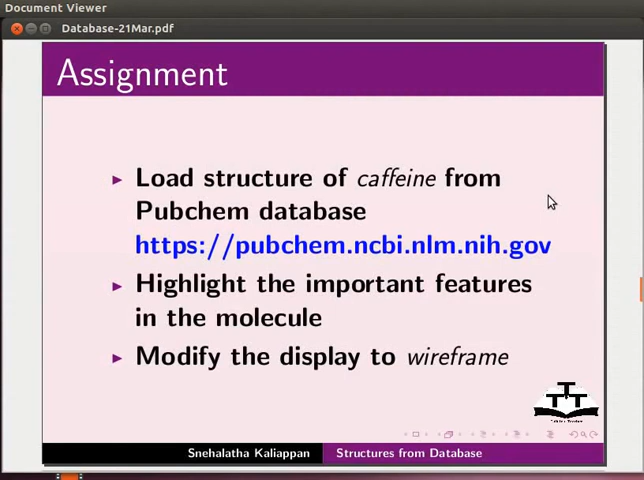 Document Viewer
Database-21Mar.pdf
Assignment
Load structure of caffeine from
Pubchem database
https://pubchem.ncbi.nlm.nih.gov
Highlight the important features
in the molecule
Modify the display to wireframe
Snehalatha Kaliappan Structures from Database